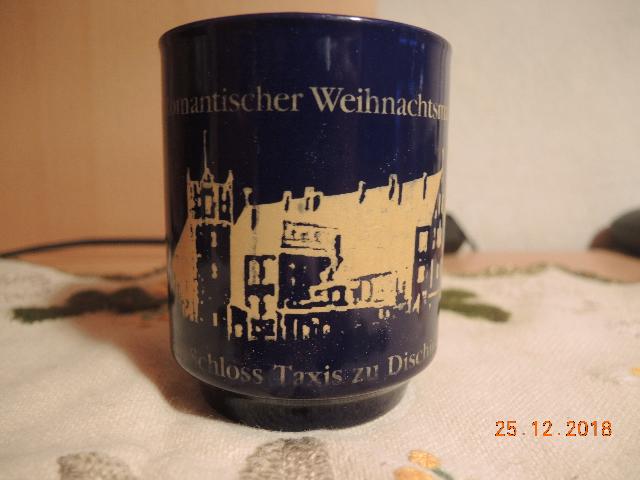 omantischer Weihnachtsm
Schloss Taxis zu Disch
25.12.2018